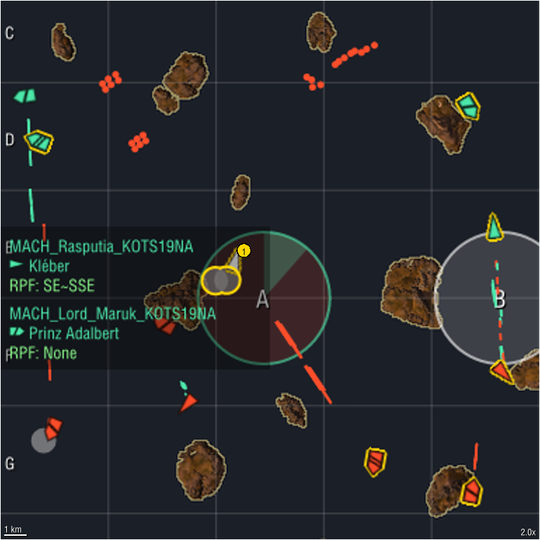 C
D
1
E
MACH_Rasputia_KOTS19NA
Kléber
RPF: SE~SSE
A
B
MACH_Lord_Maruk_KOTS19NA
Prinz Adalbert
F
RPF: None
G
1 km
2.0x